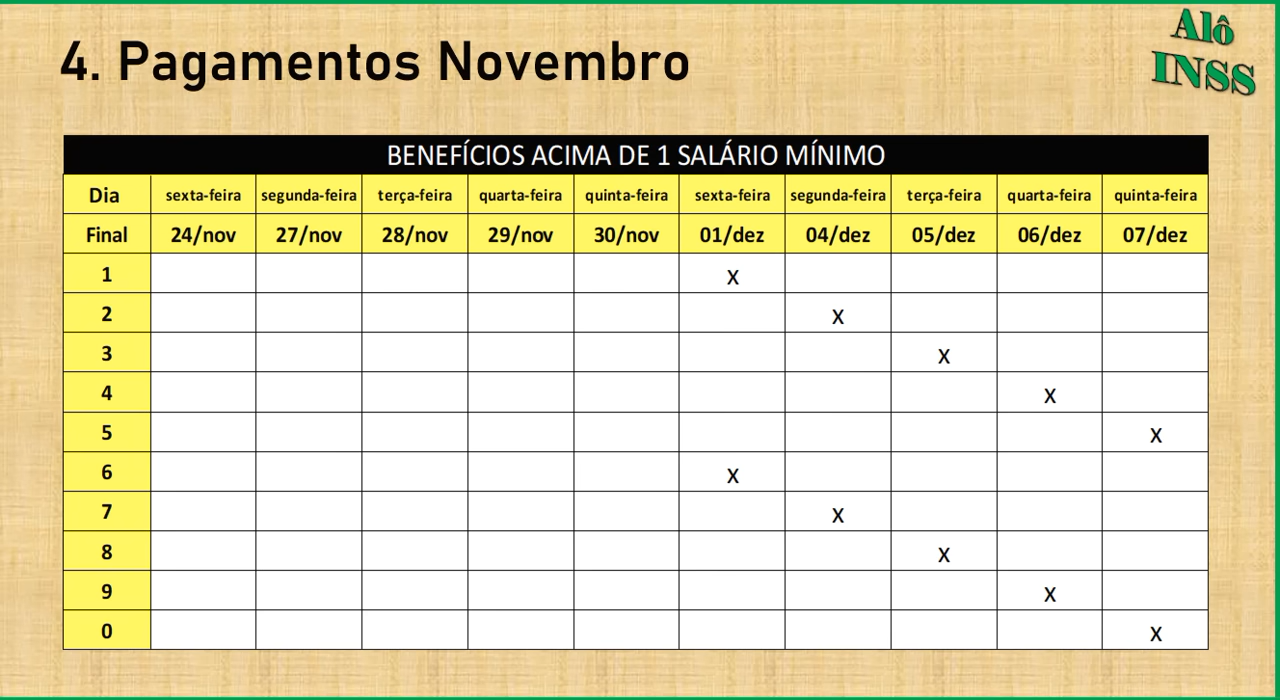 Alô
INSS
4. Pagamentos Novembro
BENEFÍCIOS ACIMA DE 1 SALÁRIO MÍNIMO
Dia sexta-feira segunda-feira terça-feira quarta-feira quinta-feira sexta-feira segunda-feira terça-feira quarta-feira quinta-feira
Final 24/nov 27/nov 28/nov 29/nov 30/nov 01/dez 04/dez 05/dez 06/dez 07/dez
1 x
2 x
3 x
4 x
5 x
6 x
7 x
8 x
9 x
0 x